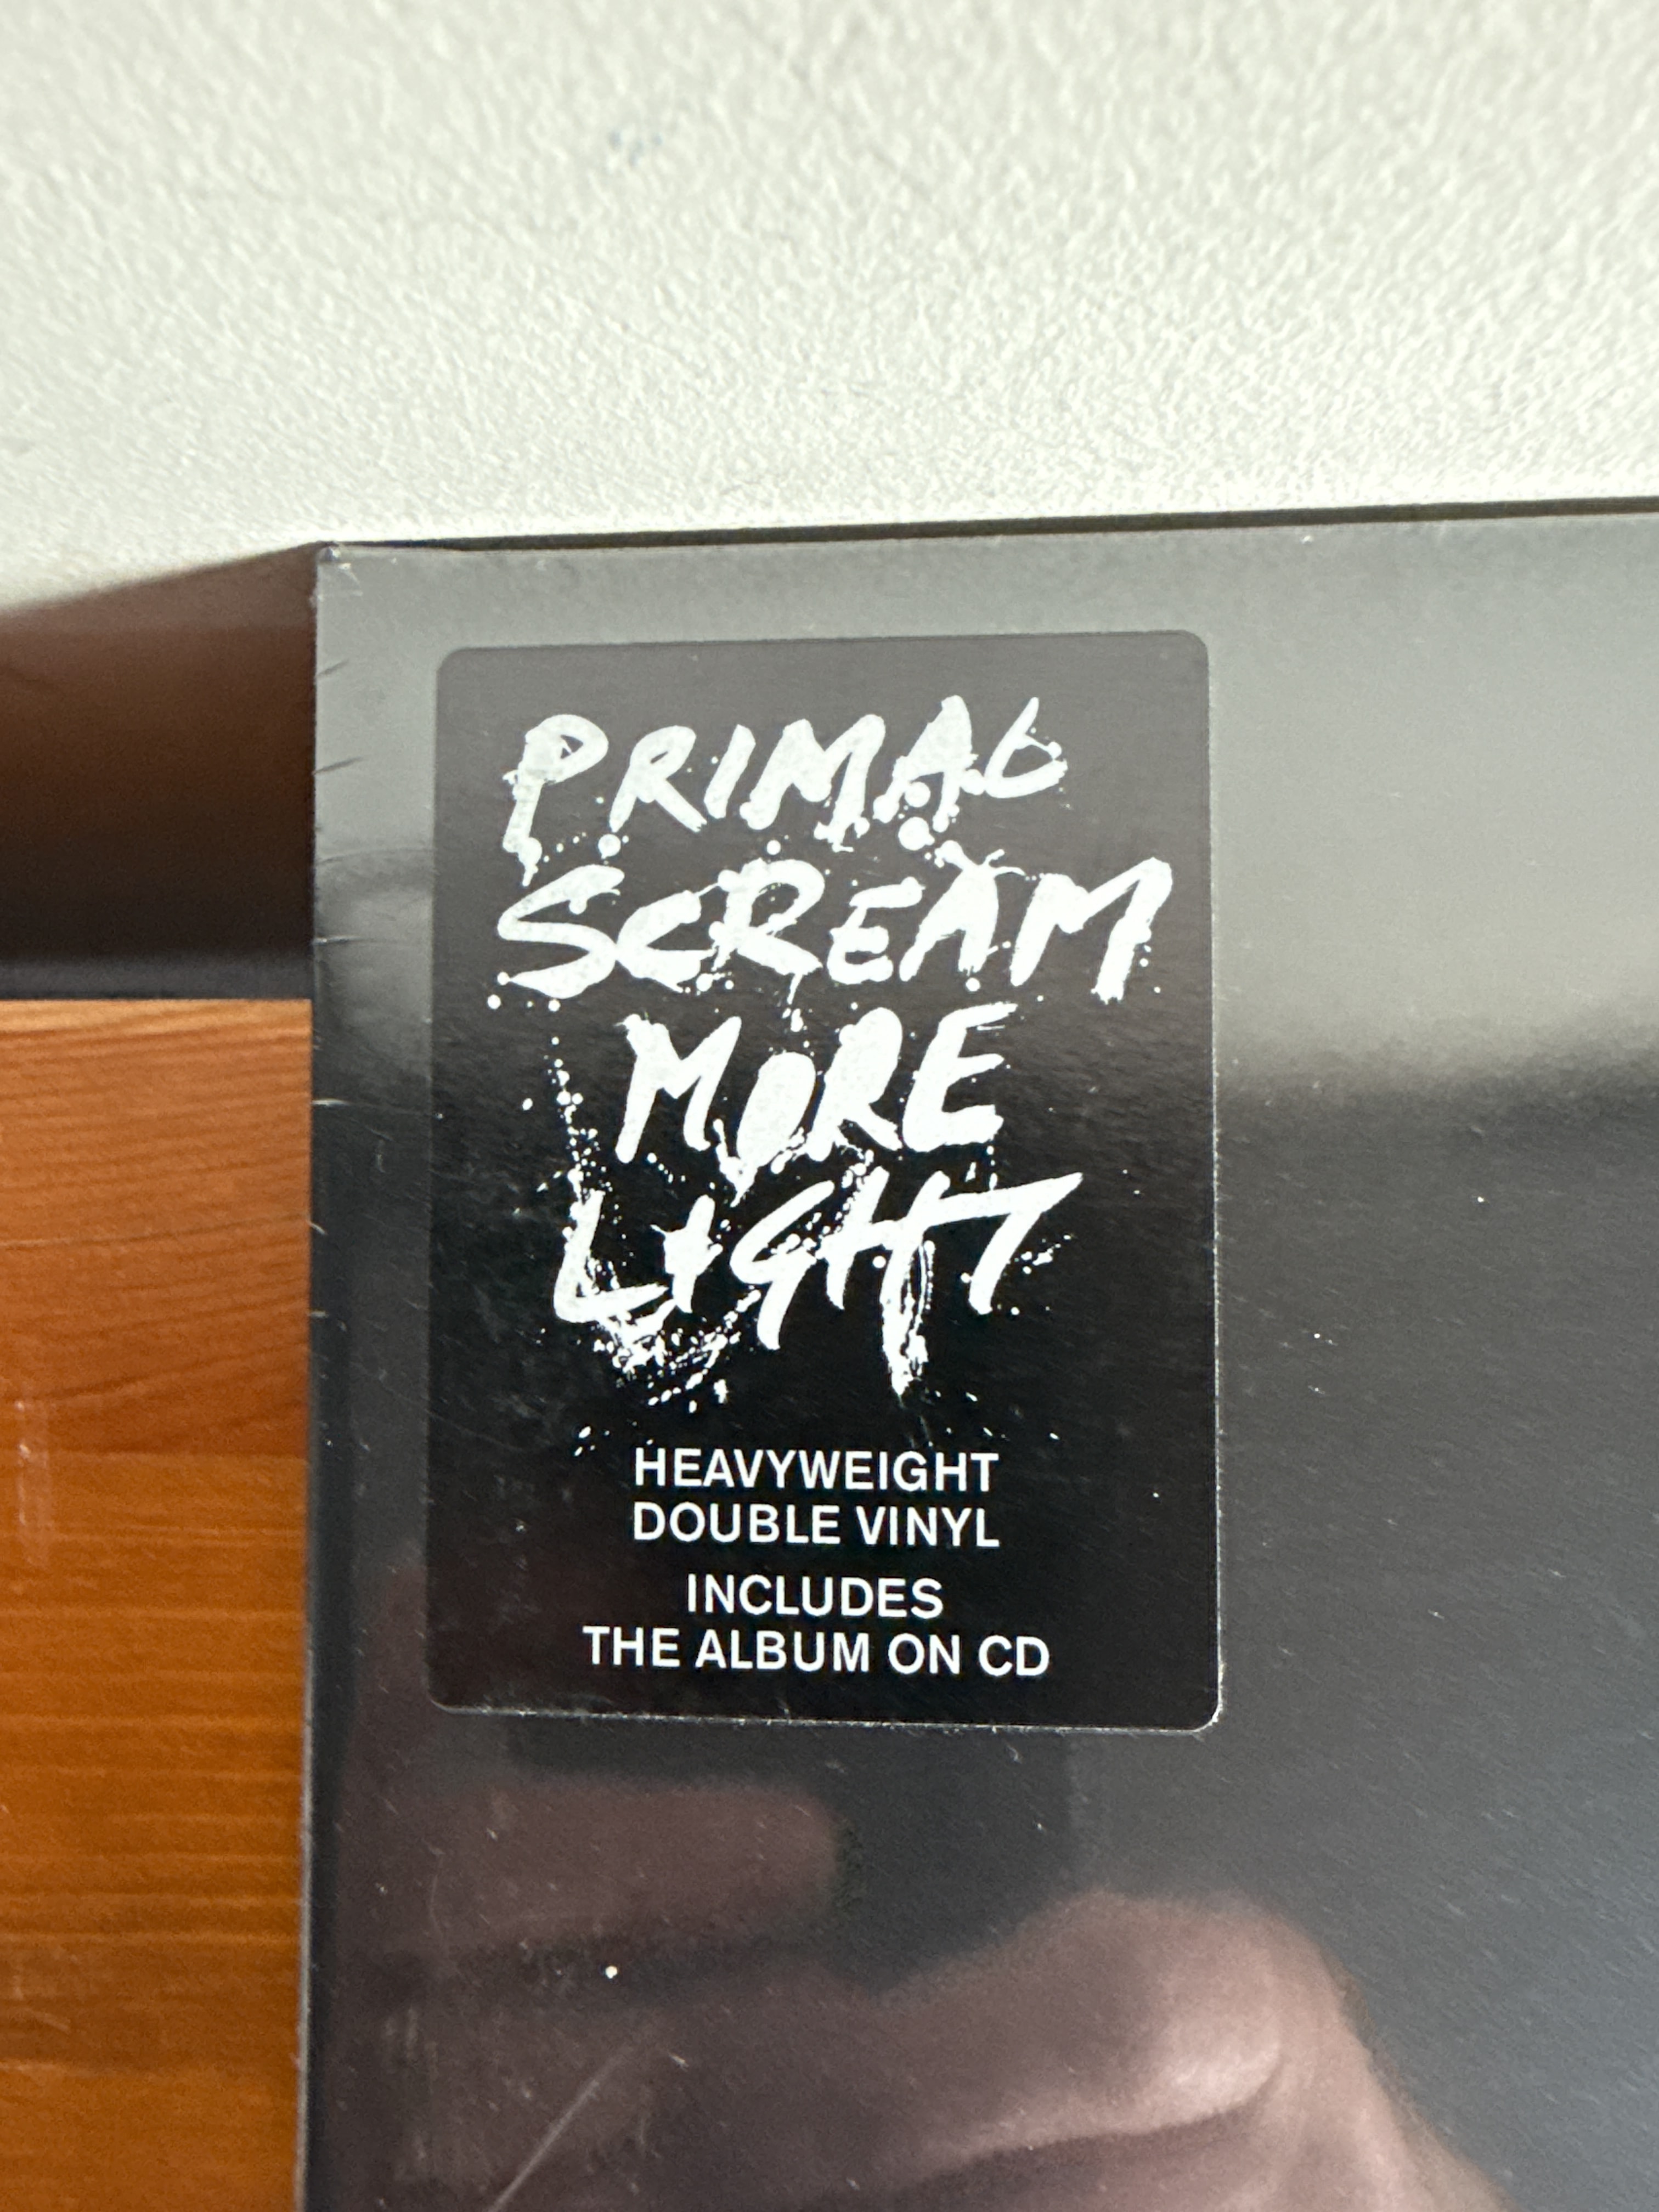 PRIMAL
SCREAM
MORE
LIGHT
HEAVYWEIGHT
DOUBLE VINYL
INCLUDES
THE ALBUM ON CD